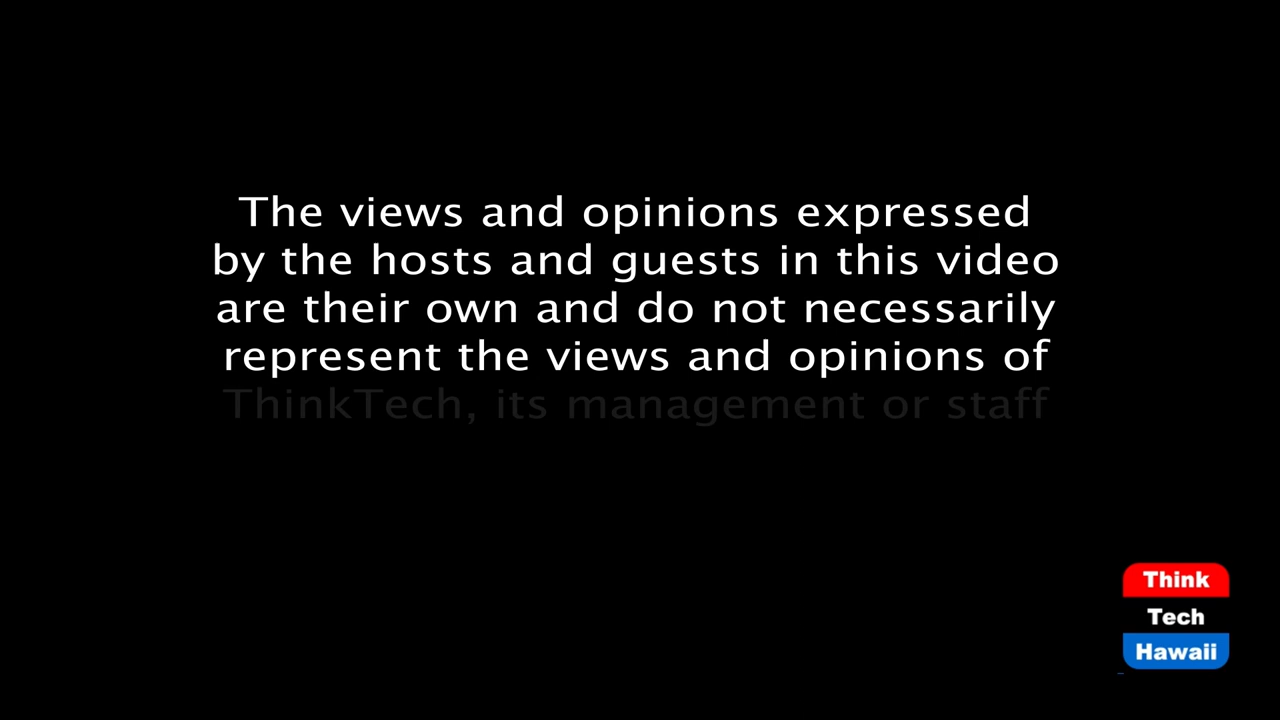 The views and opinions expressed
by the hosts and guests in this video
are their own and do not necessarily
represent the views and opinions of
ThinkTech, its management or staff
Think
Tech
Hawaii